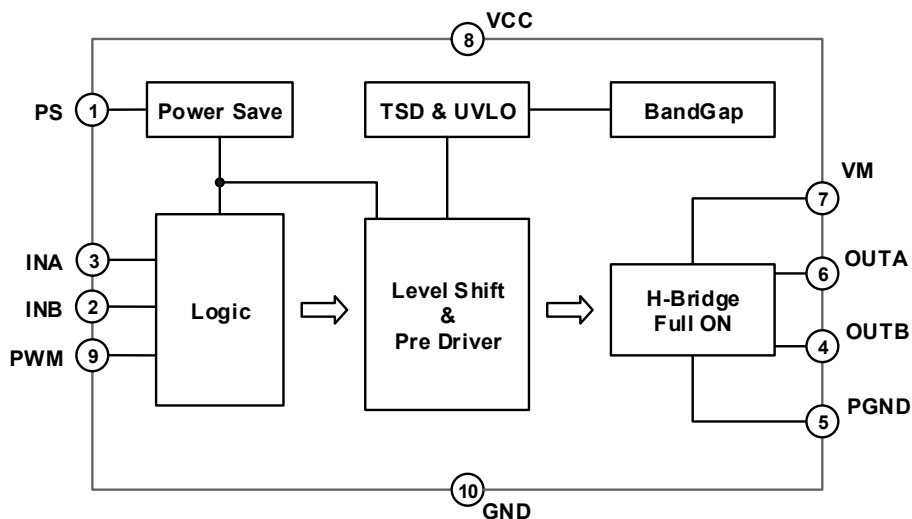 VCC
8
PS
1
Power Save
TSD & UVLO
BandGap
VM
7
INA
3
OUTA
6
INB
2
Logic
Level Shift
&
Pre Driver
H-Bridge
Full ON
OUTB
4
PWM
9
PGND
5
10
GND